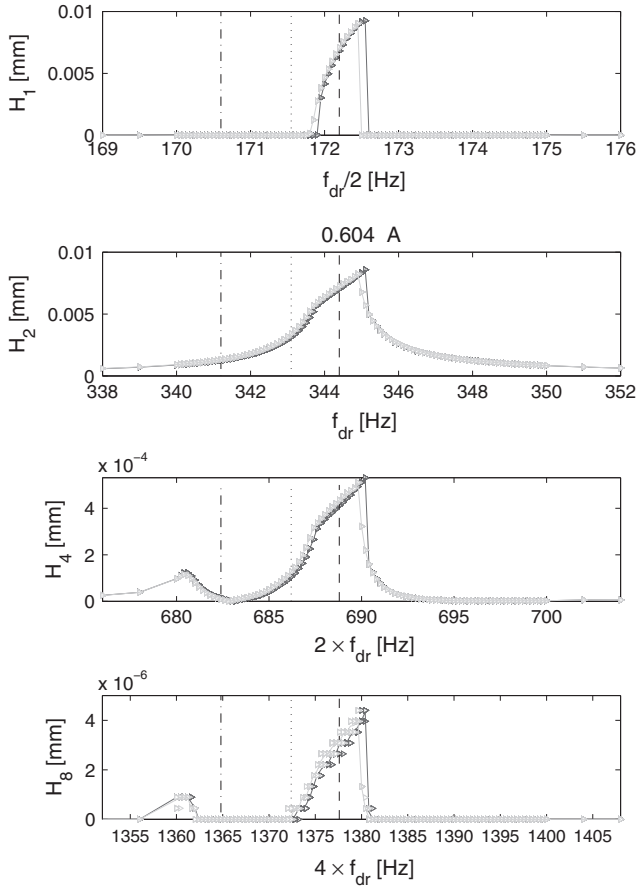 0.01
0.005
0
H1 [mm]
169 170 171 172 173 174 175 176
fdr/2 [Hz]
0.604 A
0.01
0.005
0
H2 [mm]
338 340 342 344 346 348 350 352
fdr [Hz]
x 10-4
4
2
0
H4 [mm]
680 685 690 695 700
2 × fdr [Hz]
x 10-6
4
2
0
H8 [mm]
1355 1360 1365 1370 1375 1380 1385 1390 1395 1400 1405
4 × fdr [Hz]